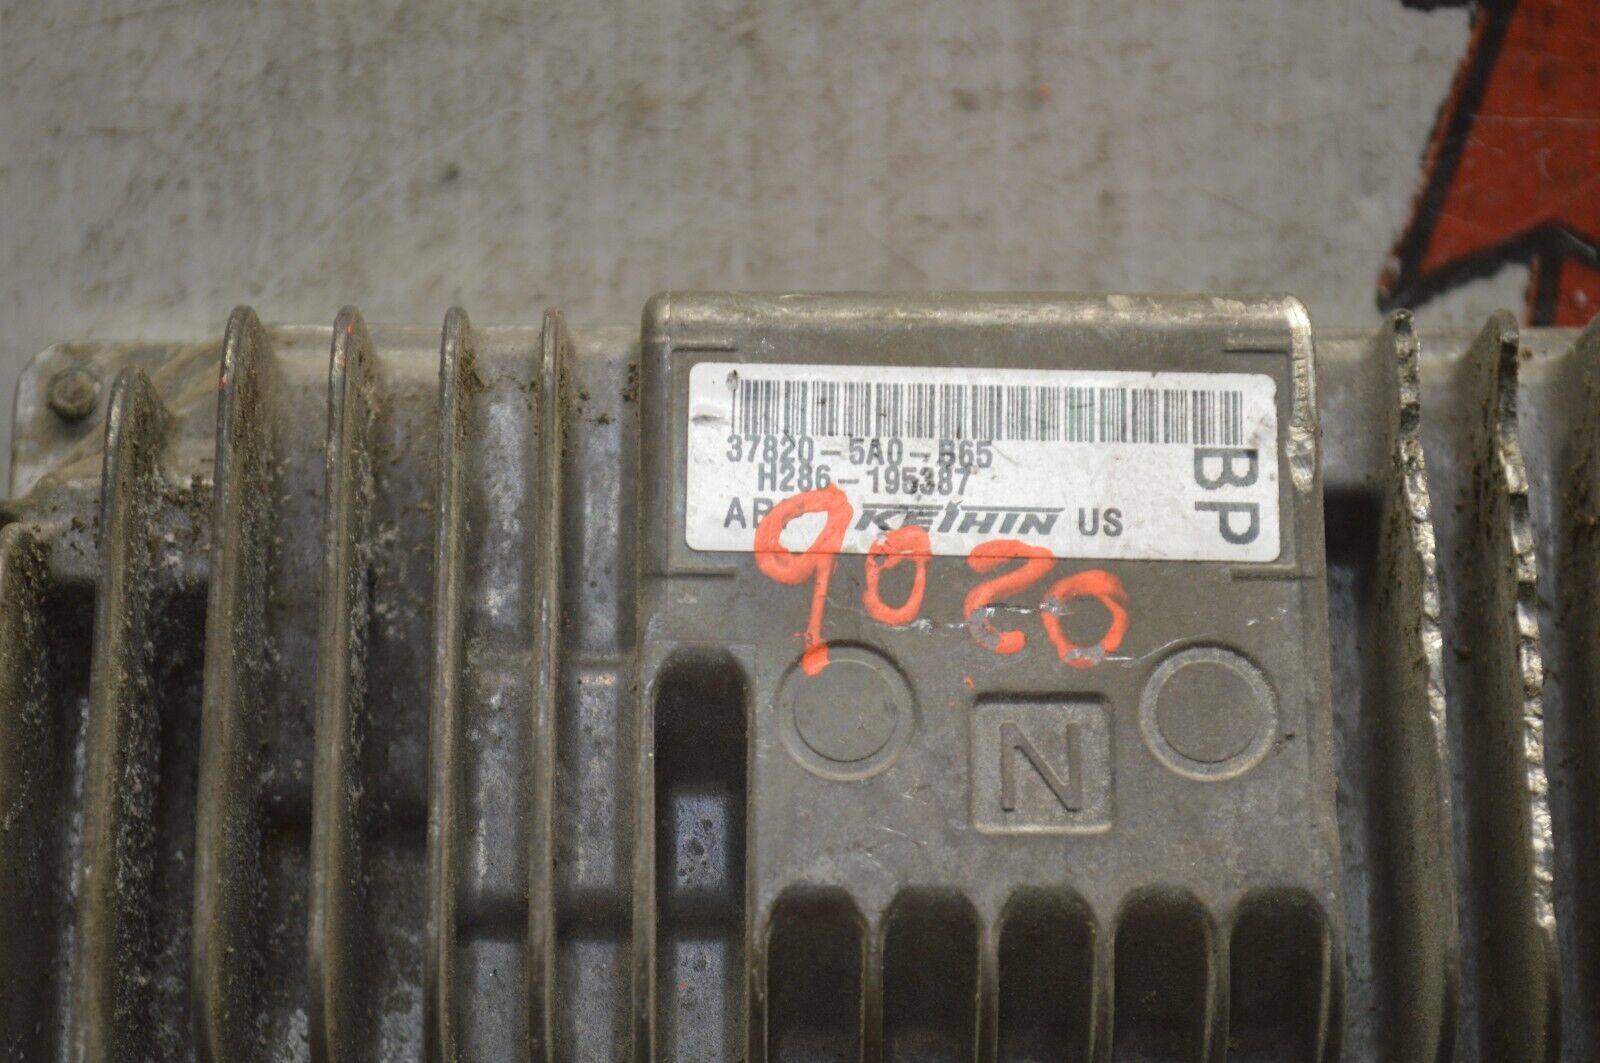 37820-5A0-B65
H286-195387
KEIHIN US
BP
9020
N